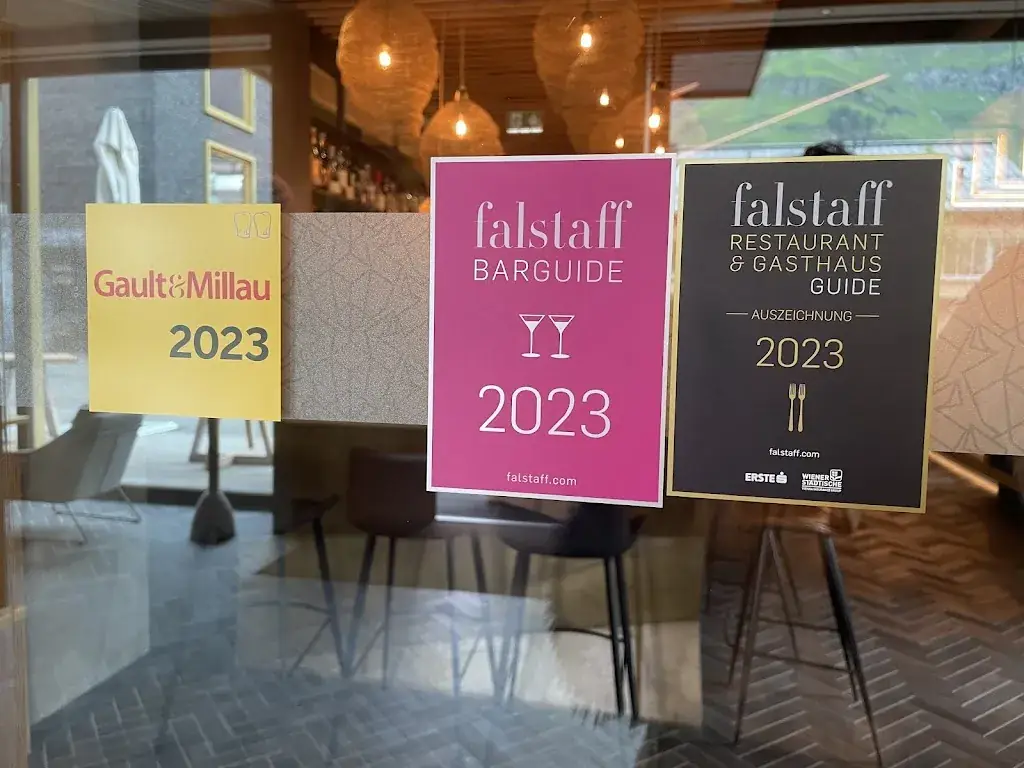 Gault&Millau
2023
falstaff
BARGUIDE
2023
falstaff.com
falstaff
RESTAURANT
& GASTHAUS
GUIDE
AUSZEICHNUNG
2023
falstaff.com
ERSTE
WIENER
STÄDTISCHE